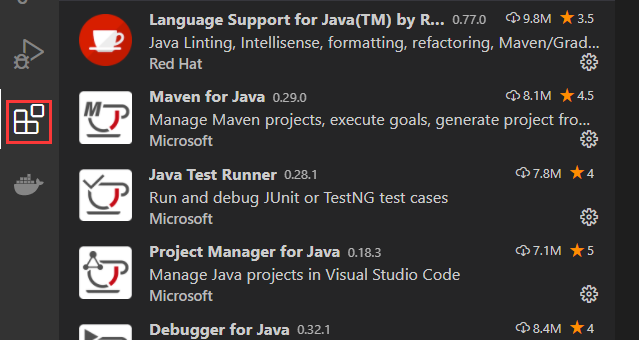 Language Support for Java(TM) by R... 0.77.0 9.8M 3.5
Java Linting, Intellisense, formatting, refactoring, Maven/Grad...
Red Hat
Maven for Java 0.29.0 8.1M 4.5
Manage Maven projects, execute goals, generate project fro...
Microsoft
Java Test Runner 0.28.1 7.8M 4
Run and debug JUnit or TestNG test cases
Microsoft
Project Manager for Java 0.18.3 7.1M 5
Manage Java projects in Visual Studio Code
Microsoft
Debugger for Java 0.32.1 8.4M 4